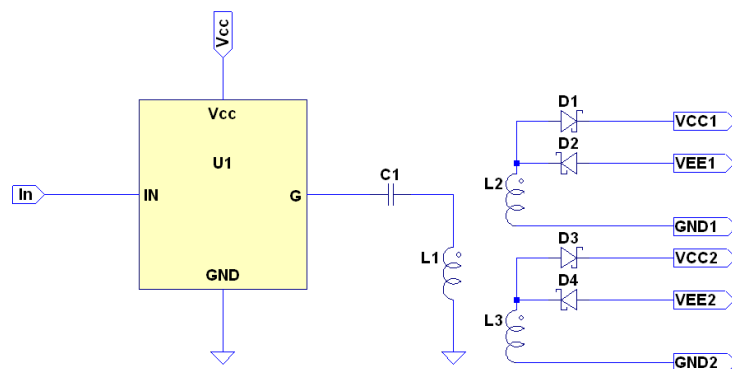 Vcc
Vcc
U1
In
IN
G
GND
C1
L1
D1
VCC1
D2
VEE1
L2
GND1
D3
VCC2
D4
VEE2
L3
GND2